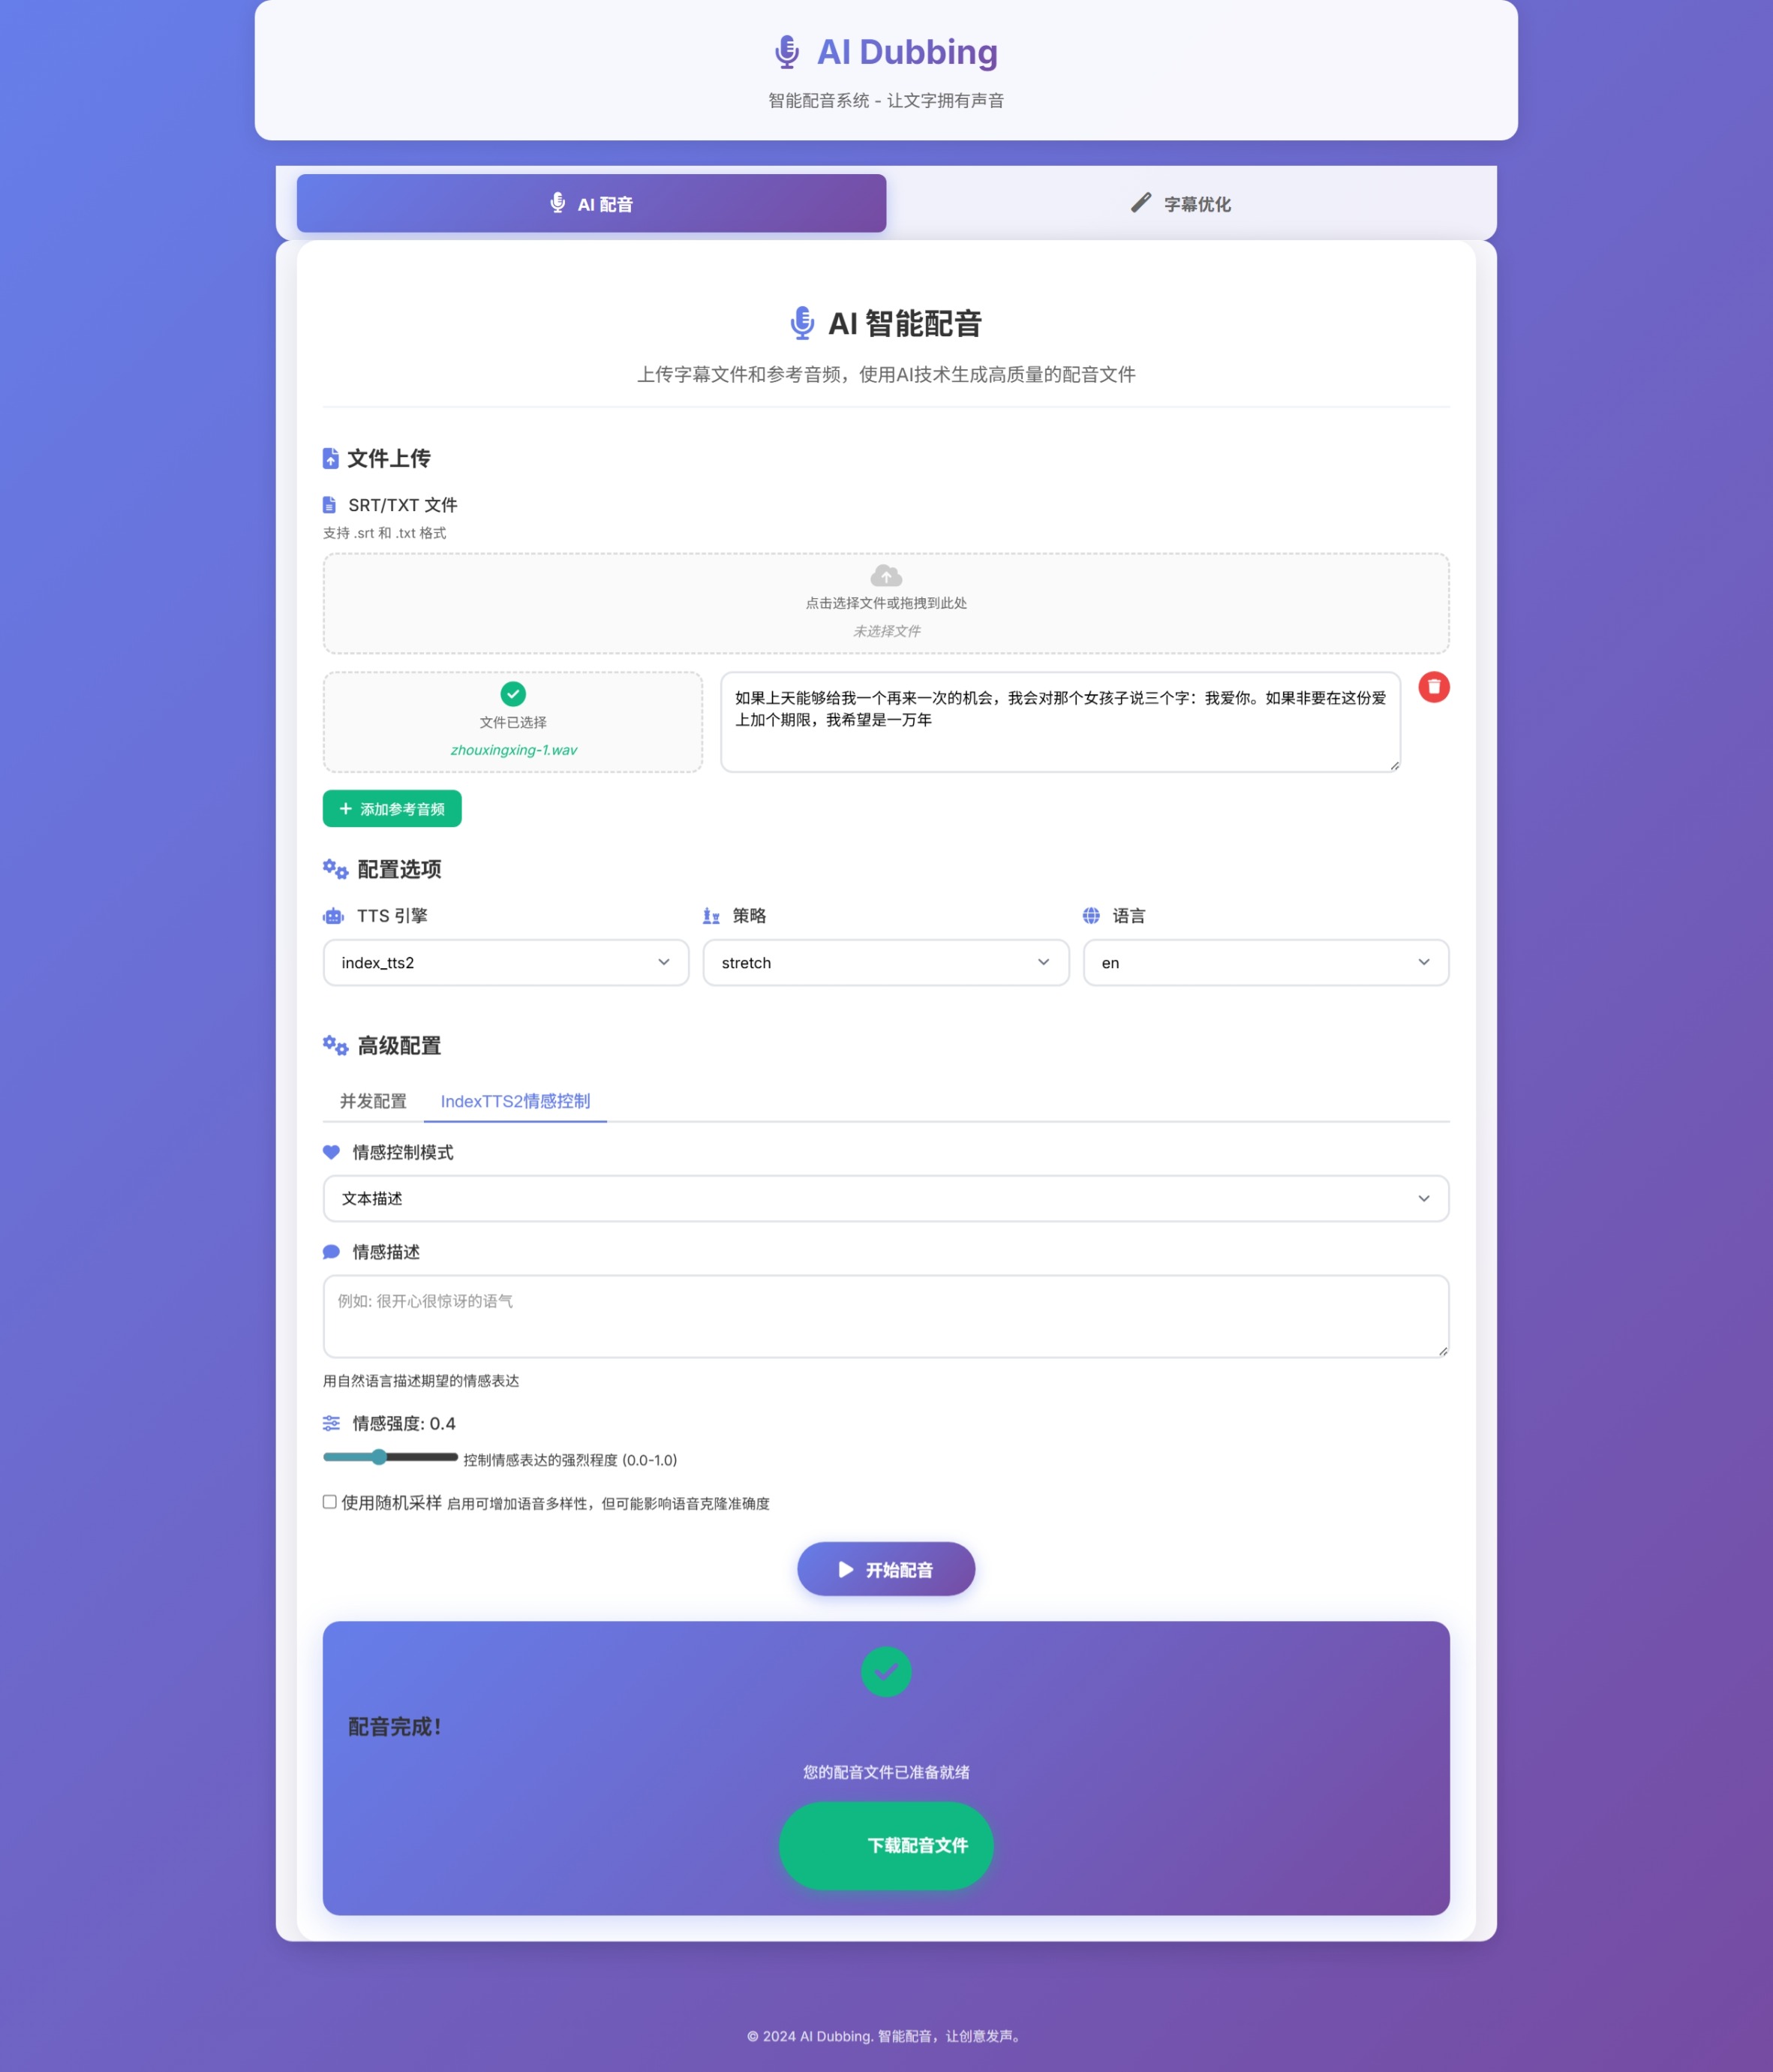 AI Dubbing
智能配音系统 - 让文字拥有声音
AI 配音
字幕优化
AI 智能配音
上传字幕文件和参考音频，使用AI技术生成高质量的配音文件
文件上传
SRT/TXT 文件
支持 .srt 和 .txt 格式
点击选择文件或拖拽到此处
未选择文件
文件已选择
zhouxingxing-1.wav
如果上天能够给我一个再来一次的机会，我会对那个女孩子说三个字：我爱你。如果非要在这份爱
上加个期限，我希望是一万年
添加参考音频
配置选项
TTS 引擎
策略
语言
index_tts2
stretch
en
高级配置
并发配置
IndexTTS2情感控制
情感控制模式
文本描述
情感描述
例如: 很开心很惊讶的语气
用自然语言描述期望的情感表达
情感强度: 0.4
控制情感表达的强烈程度 (0.0-1.0)
使用随机采样 启用可增加语音多样性，但可能影响语音克隆准确度
开始配音
配音完成！
您的配音文件已准备就绪
下载配音文件
© 2024 AI Dubbing. 智能配音，让创意发声。